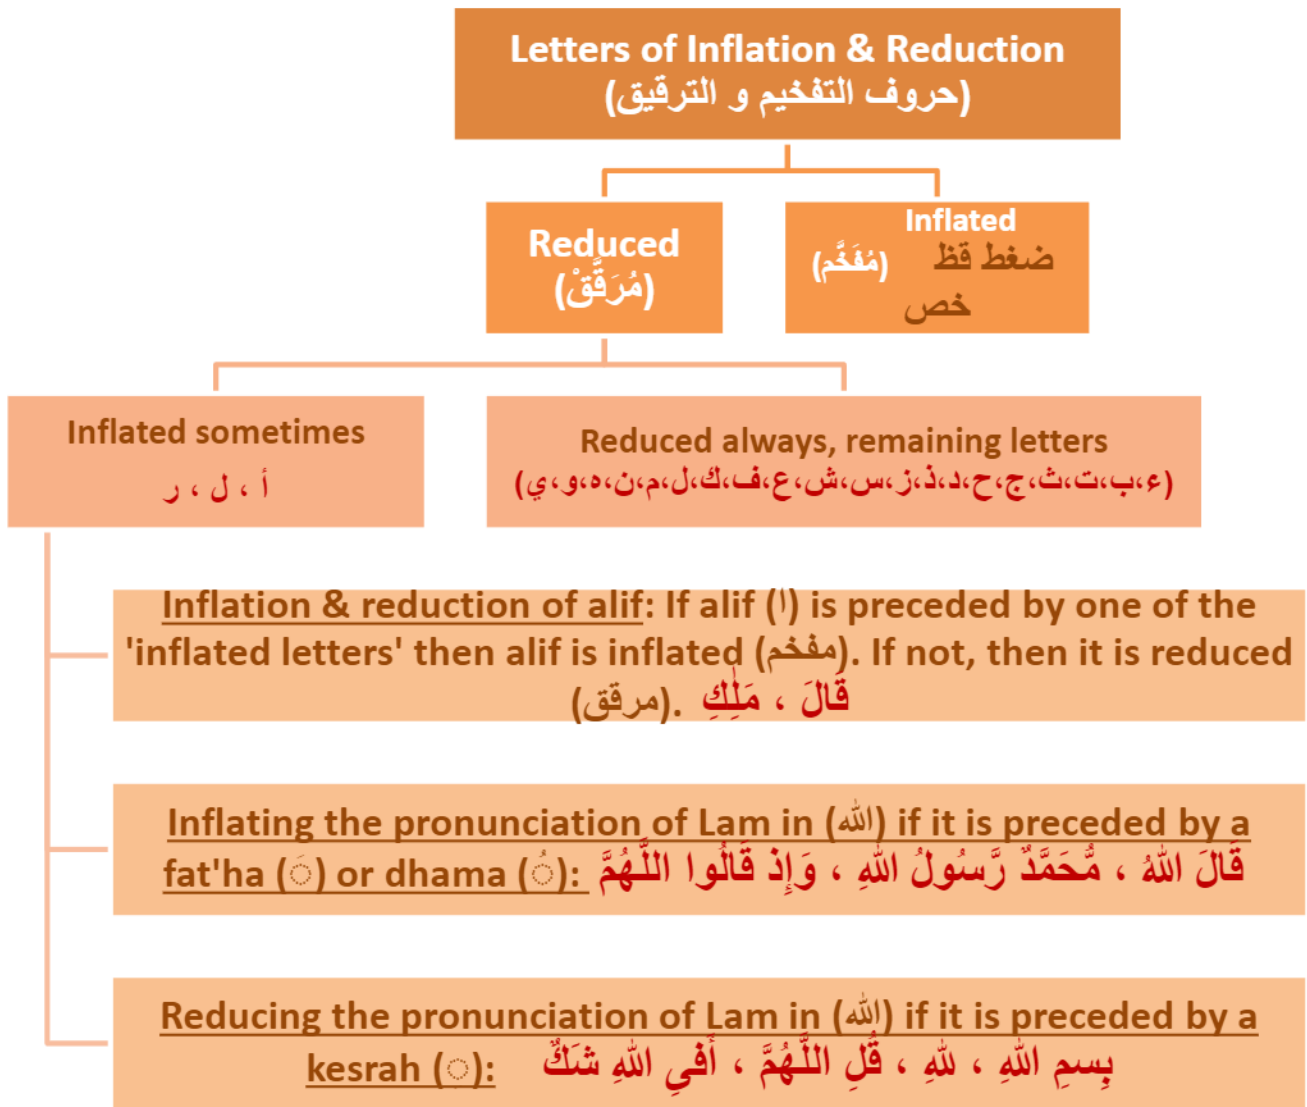 Letters of Inflation & Reduction
(حروف التفخيم و الترقيق)
Reduced
(مُرَقَّقْ)
Inflated
(مُفَخَّم) ضغط قظ
خص
Inflated sometimes
أ ، ل ، ر
Reduced always, remaining letters
(ء،ب،ت،ث،ج،ح،د،ذ،ز،س،ش،ع،ف،ك،ل،م،ن،ه،و،ي)
Inflation & reduction of alif: If alif (ا) is preceded by one of the
'inflated letters' then alif is inflated (مفخم). If not, then it is reduced
(مرقق). قَالَ ، مَلِٰكِ
Inflating the pronunciation of Lam in (الله) if it is preceded by a
fat'ha (َ) or dhama (ُ): قَالَ اللهُ ، مُّحَمَّدٌ رَّسُولُ اللهِ ، وَإِذ قَالُوا اللَّهُمَّ
Reducing the pronunciation of Lam in (الله) if it is preceded by a
kesrah (ِ): بِسمِ اللهِ ، للهِ ، قُلِ اللَّهُمَّ ، أَفيِ اللهِ شَكٌ